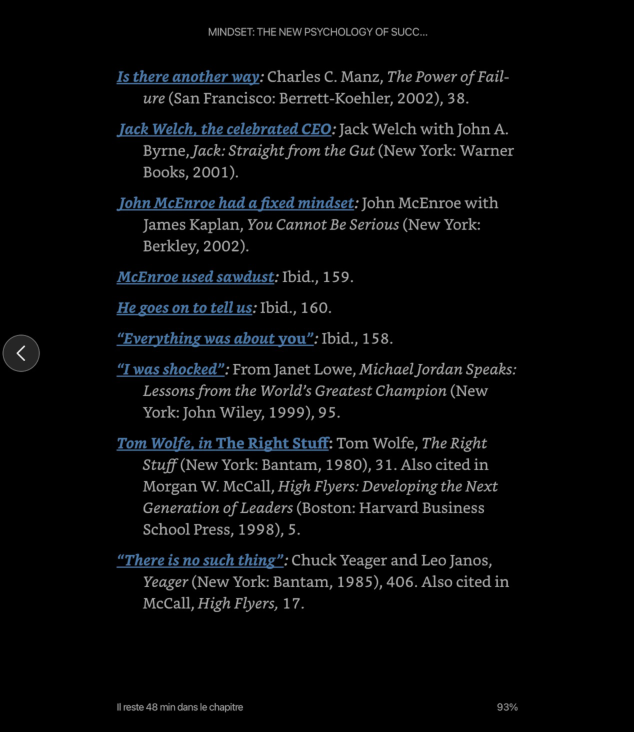 MINDSET: THE NEW PSYCHOLOGY OF SUCC...
Is there another way: Charles C. Manz, The Power of Fail-
ure (San Francisco: Berrett-Koehler, 2002), 38.
Jack Welch, the celebrated CEO: Jack Welch with John A.
Byrne, Jack: Straight from the Gut (New York: Warner
Books, 2001).
John McEnroe had a fixed mindset: John McEnroe with
James Kaplan, You Cannot Be Serious (New York:
Berkley, 2002).
McEnroe used sawdust: Ibid., 159.
He goes on to tell us: Ibid., 160.
“Everything was about you”: Ibid., 158.
“I was shocked”: From Janet Lowe, Michael Jordan Speaks:
Lessons from the World’s Greatest Champion (New
York: John Wiley, 1999), 95.
Tom Wolfe, in The Right Stuff: Tom Wolfe, The Right
Stuff (New York: Bantam, 1980), 31. Also cited in
Morgan W. McCall, High Flyers: Developing the Next
Generation of Leaders (Boston: Harvard Business
School Press, 1998), 5.
“There is no such thing”: Chuck Yeager and Leo Janos,
Yeager (New York: Bantam, 1985), 406. Also cited in
McCall, High Flyers, 17.
Il reste 48 min dans le chapitre
93%